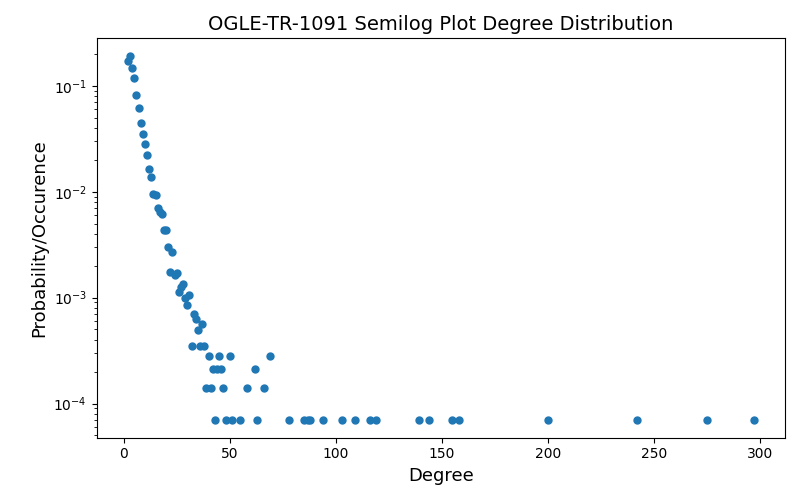 OGLE-TR-1091 Semilog Plot Degree Distribution
Probability/Occurence
10⁻¹
10⁻²
10⁻³
10⁻⁴
0 50 100 150 200 250 300
Degree